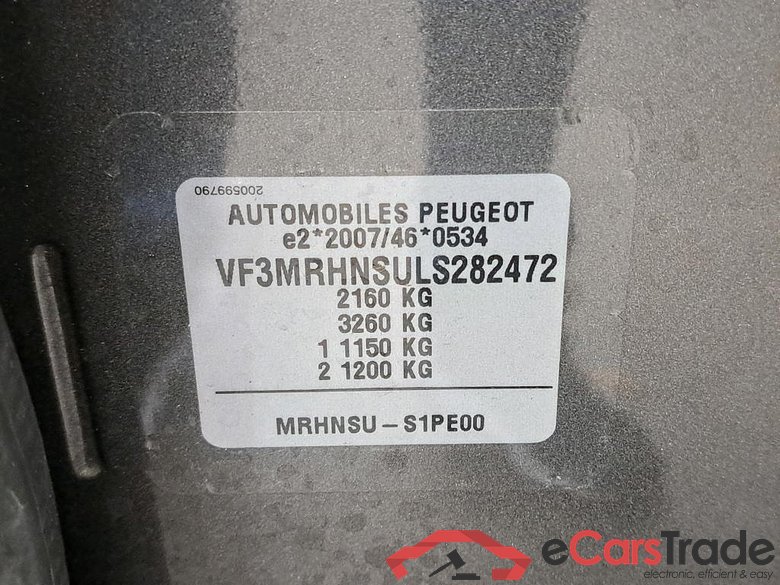 200599790
AUTOMOBILES PEUGEOT
e2*2007/46*0534
VF3MRHNSULS282472
2160 KG
3260 KG
1 1150 KG
2 1200 KG
MRHNSU-S1PE00
eCarsTrade
electronic, efficient & easy